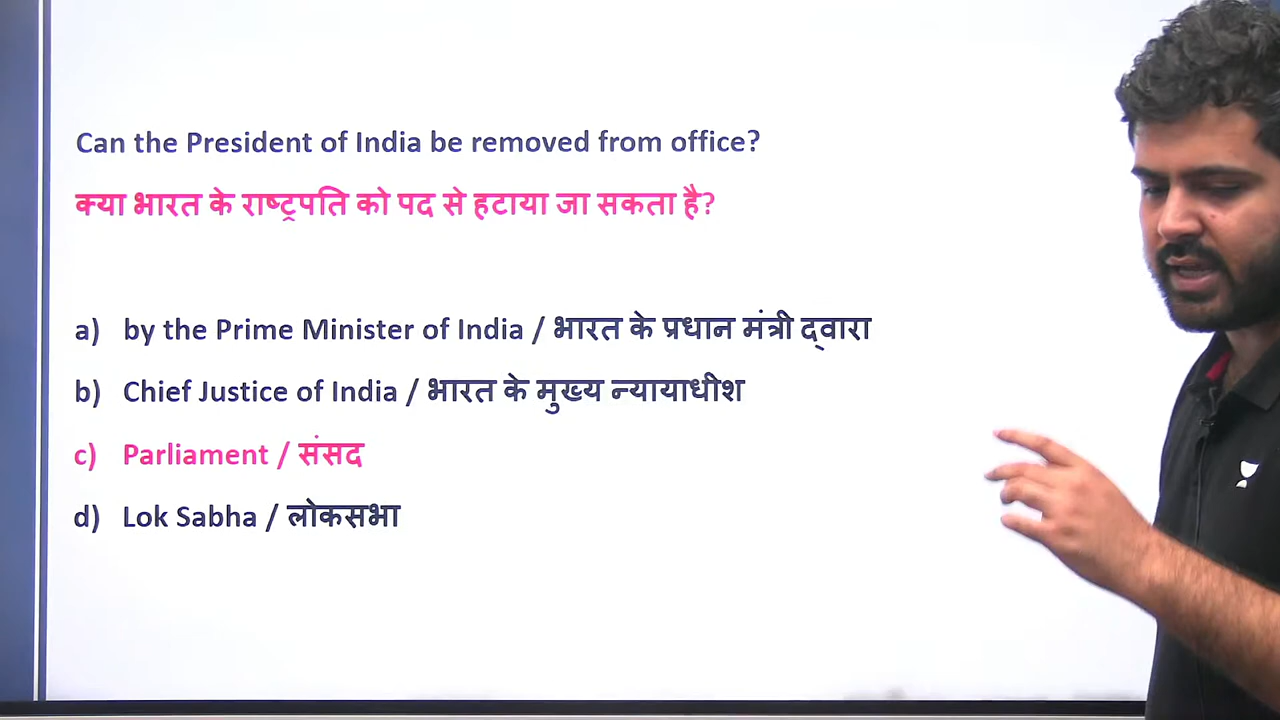 Can the President of India be removed from office?
क्या भारत के राष्ट्रपति को पद से हटाया जा सकता है?
a) by the Prime Minister of India / भारत के प्रधान मंत्री द्वारा
b) Chief Justice of India / भारत के मुख्य न्यायाधीश
c) Parliament / संसद
d) Lok Sabha / लोकसभा